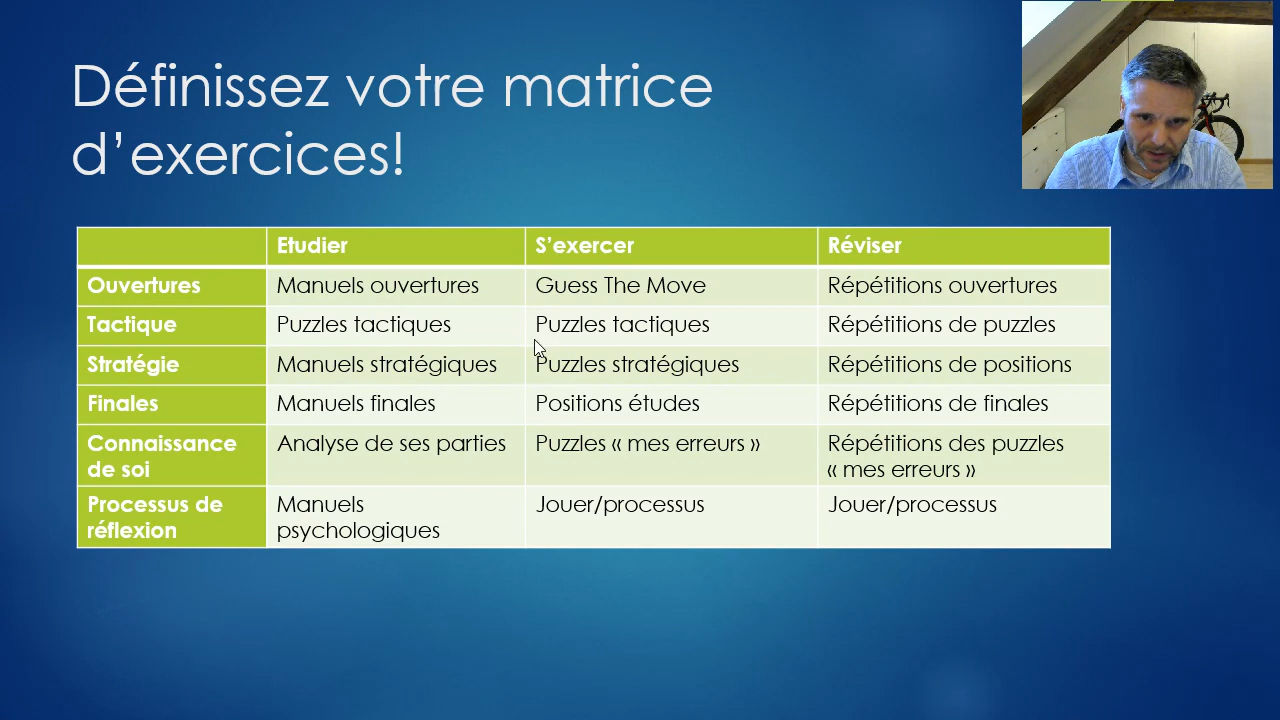 Définissez votre matrice
d’exercices!
Etudier S’exercer Réviser
Ouvertures Manuels ouvertures Guess The Move Répétitions ouvertures
Tactique Puzzles tactiques Puzzles tactiques Répétitions de puzzles
Stratégie Manuels stratégiques Puzzles stratégiques Répétitions de positions
Finales Manuels finales Positions études Répétitions de finales
Connaissance Analyse de ses parties Puzzles « mes erreurs » Répétitions des puzzles
de soi « mes erreurs »
Processus de Manuels Jouer/processus Jouer/processus
réflexion psychologiques